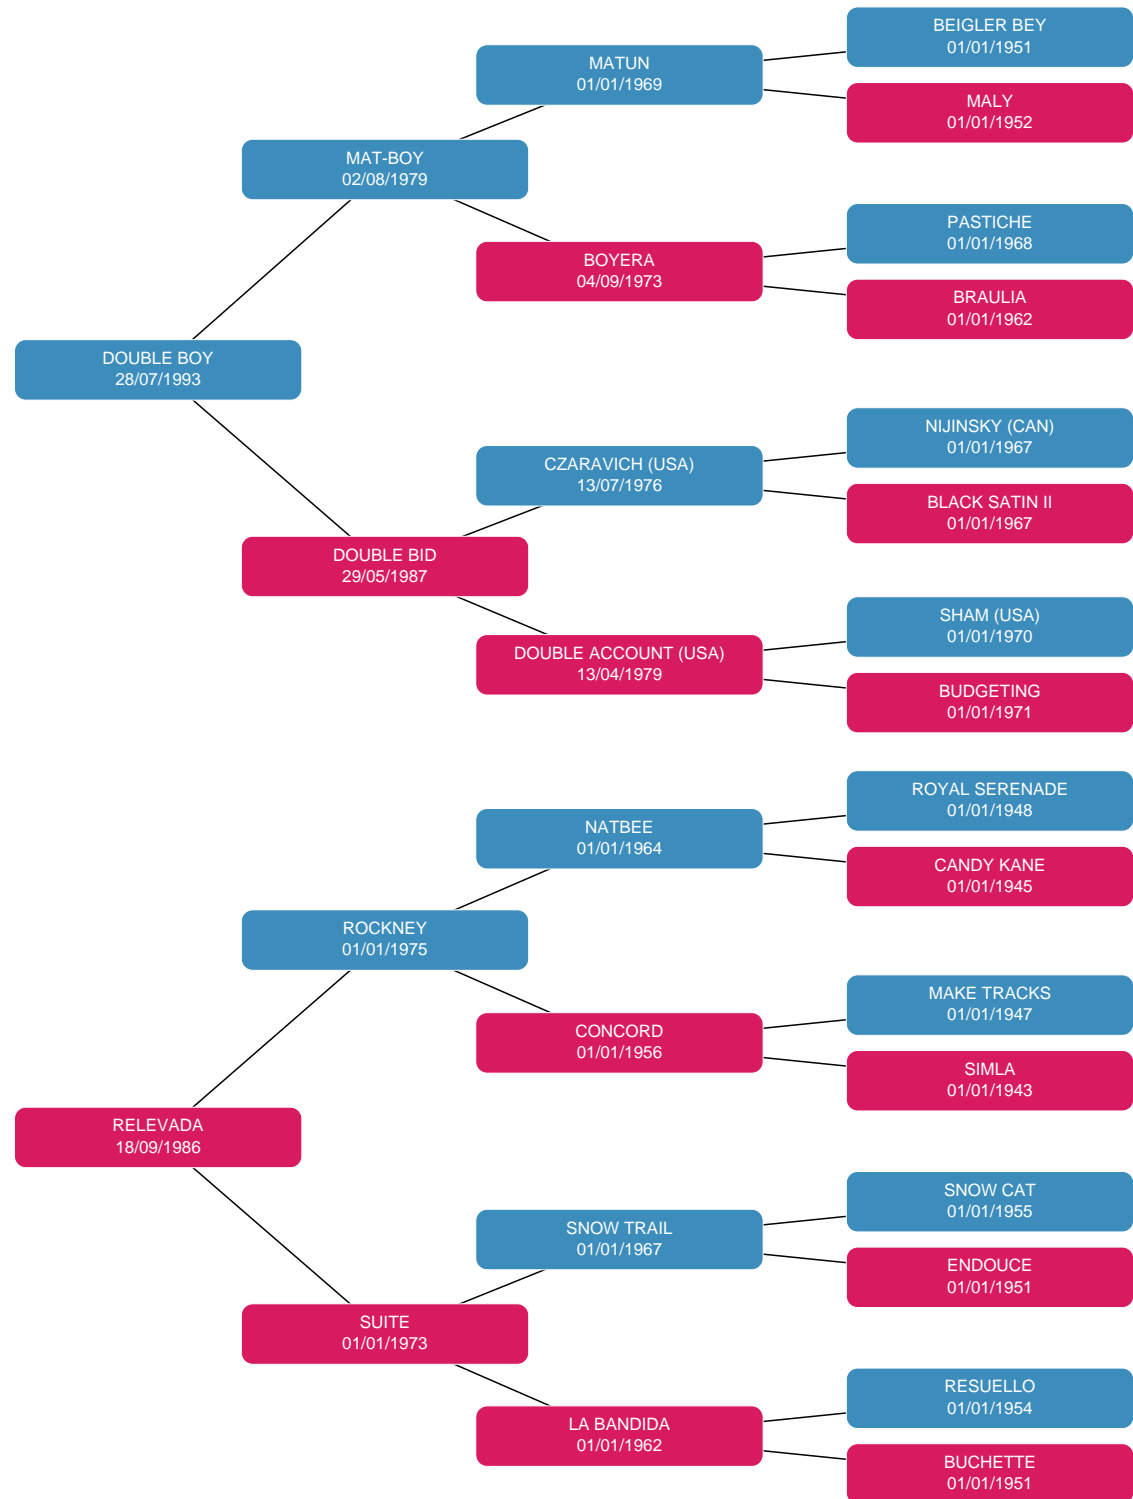 BEIGLER BEY
01/01/1951
MATUN
01/01/1969
MALY
01/01/1952
MAT-BOY
02/08/1979
PASTICHE
01/01/1968
BOYERA
04/09/1973
BRAULIA
01/01/1962
DOUBLE BOY
28/07/1993
NIJINSKY (CAN)
01/01/1967
CZARAVICH (USA)
13/07/1976
BLACK SATIN II
01/01/1967
DOUBLE BID
29/05/1987
SHAM (USA)
01/01/1970
DOUBLE ACCOUNT (USA)
13/04/1979
BUDGETING
01/01/1971
ROYAL SERENADE
01/01/1948
NATBEE
01/01/1964
CANDY KANE
01/01/1945
ROCKNEY
01/01/1975
MAKE TRACKS
01/01/1947
CONCORD
01/01/1956
SIMLA
01/01/1943
RELEVADA
18/09/1986
SNOW CAT
01/01/1955
SNOW TRAIL
01/01/1967
ENDOUCE
01/01/1951
SUITE
01/01/1973
RESUELLO
01/01/1954
LA BANDIDA
01/01/1962
BUCHETTE
01/01/1951